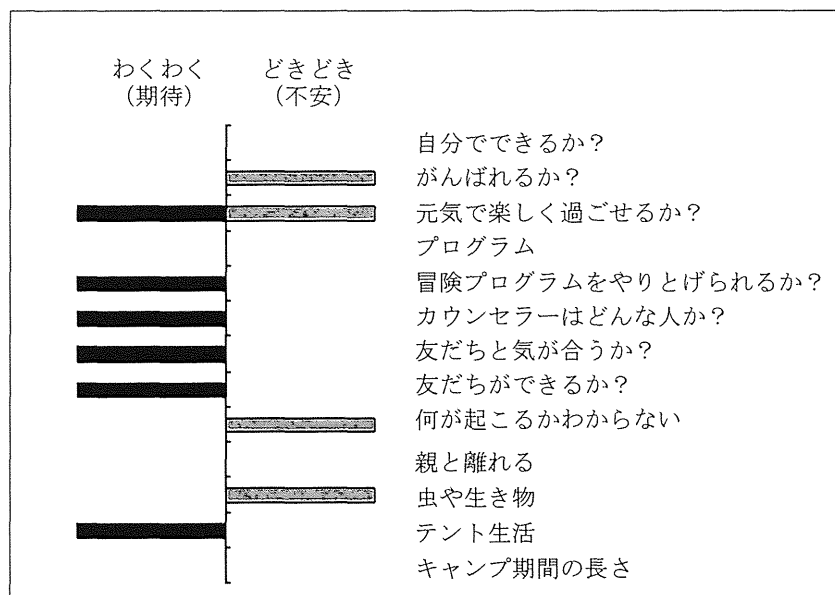 わくわく どきどき
(期待) (不安)
自分でできるか?
がんばれるか?
元気で楽しく過ごせるか?
プログラム
冒険プログラムをやりとげられるか?
カウンセラーはどんな人か?
友だちと気が合うか?
友だちができるか?
何が起こるかわからない
親と離れる
虫や生き物
テント生活
キャンプ期間の長さ